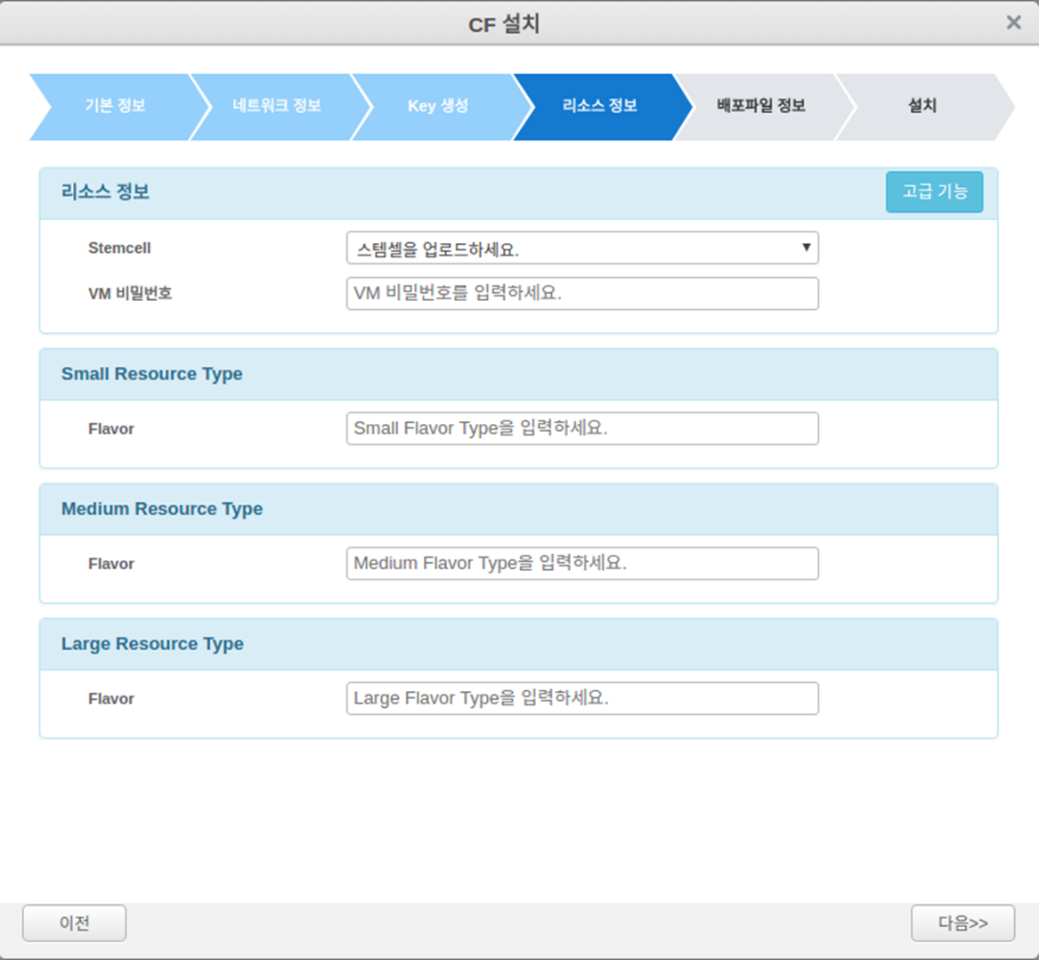 CF 설치
기본 정보 네트워크 정보 Key 생성 리소스 정보 배포파일 정보 설치
리소스 정보 고급 기능
Stemcell 스템셀을 업로드하세요.
VM 비밀번호 VM 비밀번호를 입력하세요.
Small Resource Type
Flavor Small Flavor Type을 입력하세요.
Medium Resource Type
Flavor Medium Flavor Type을 입력하세요.
Large Resource Type
Flavor Large Flavor Type을 입력하세요.
이전 다음>>